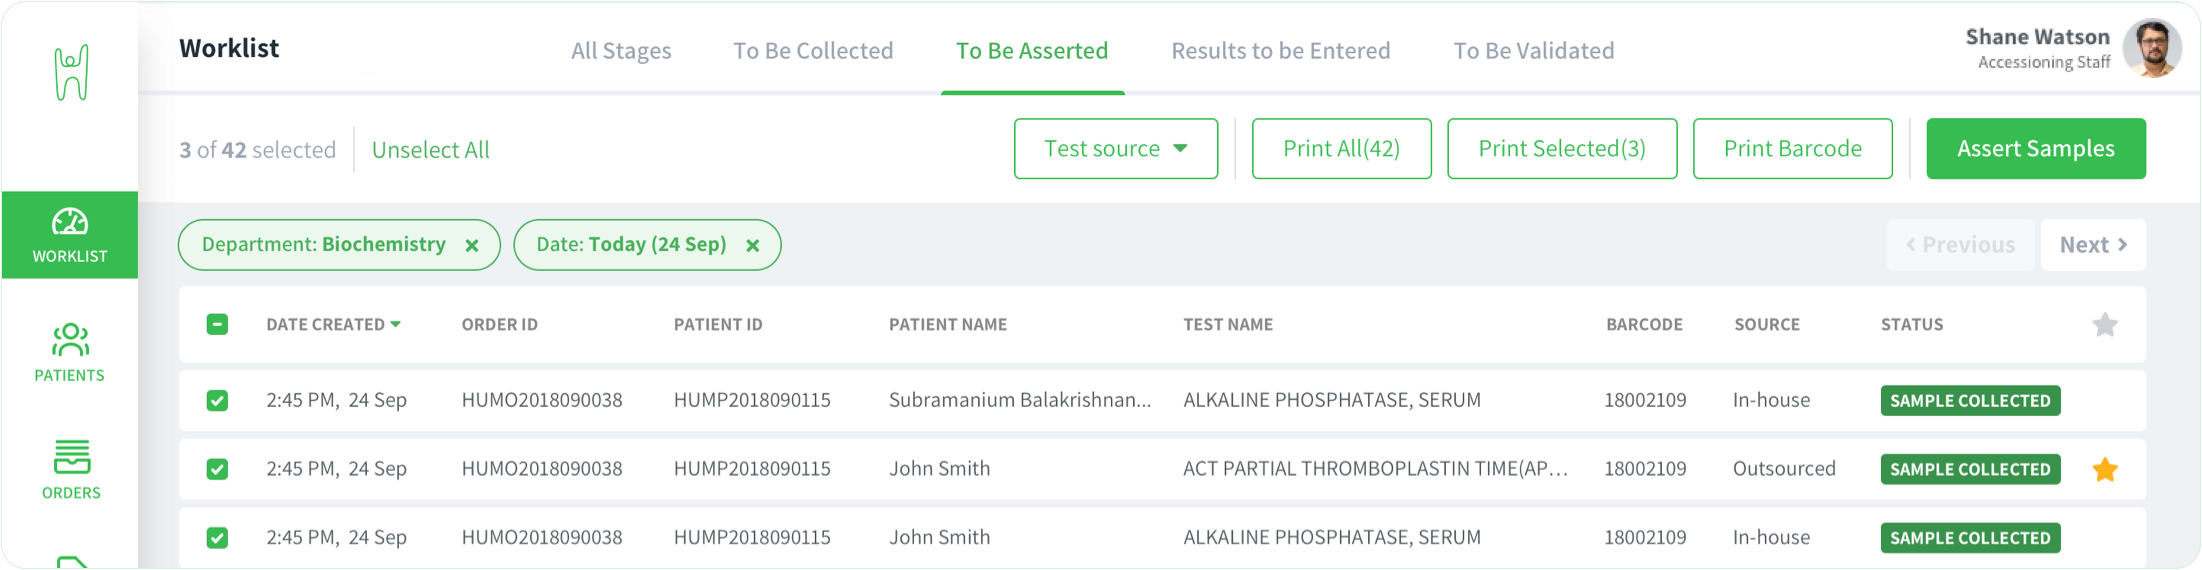 Worklist
All Stages
To Be Collected
To Be Asserted
Results to be Entered
To Be Validated
Shane Watson
Accessioning Staff
3 of 42 selected
Unselect All
Test source
Print All(42)
Print Selected(3)
Print Barcode
Assert Samples
WORKLIST
PATIENTS
ORDERS
Department: Biochemistry
Date: Today (24 Sep)
Previous
Next
DATE CREATED ORDER ID PATIENT ID PATIENT NAME TEST NAME BARCODE SOURCE STATUS
2:45 PM, 24 Sep HUMO2018090038 HUMP2018090115 Subramanium Balakrishnan... ALKALINE PHOSPHATASE, SERUM 18002109 In-house SAMPLE COLLECTED
2:45 PM, 24 Sep HUMO2018090038 HUMP2018090115 John Smith ACT PARTIAL THROMBOPLASTIN TIME(AP... 18002109 Outsourced SAMPLE COLLECTED
2:45 PM, 24 Sep HUMO2018090038 HUMP2018090115 John Smith ALKALINE PHOSPHATASE, SERUM 18002109 In-house SAMPLE COLLECTED